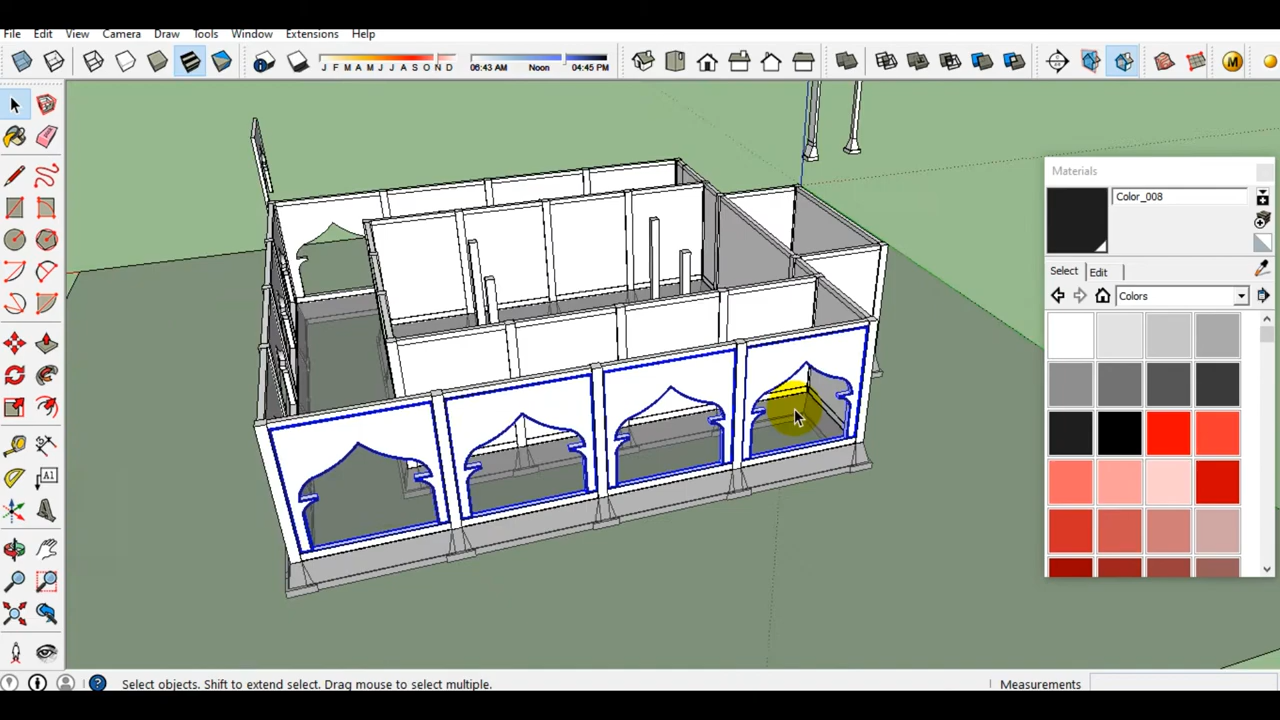 File Edit View Camera Draw Tools Window Help
J F M A M J J A S O N D
06:43 AM Noon 04:45 PM
M
Materials
Color_008
Select Edit
Colors
A1
Select objects. Shift to extend select. Drag mouse to select multiple.
Measurements